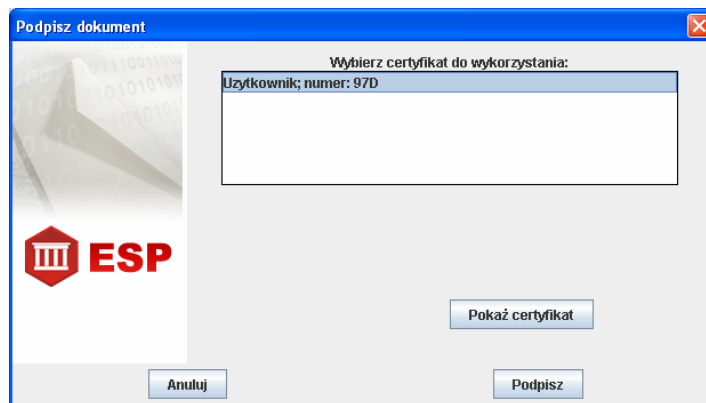 Podpisz dokument
Wybierz certyfikat do wykorzystania:
Uzytkownik; numer: 97D
ESP
Pokaż certyfikat
Anuluj
Podpisz